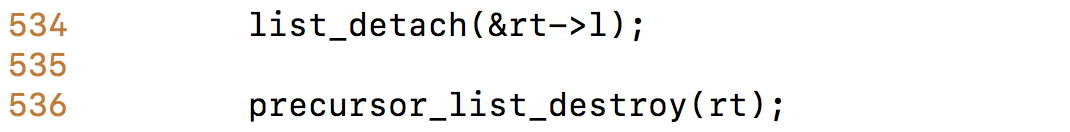 534 list_detach(&rt->l);
535
536 precursor_list_destroy(rt);